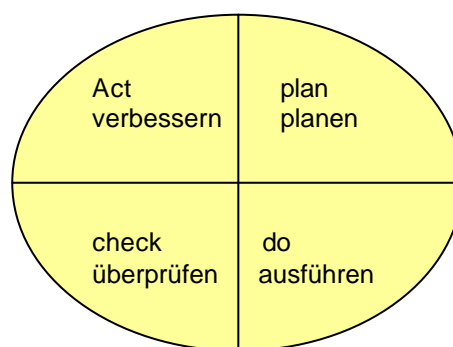 Act
verbessern
plan
planen
check
überprüfen
do
ausführen